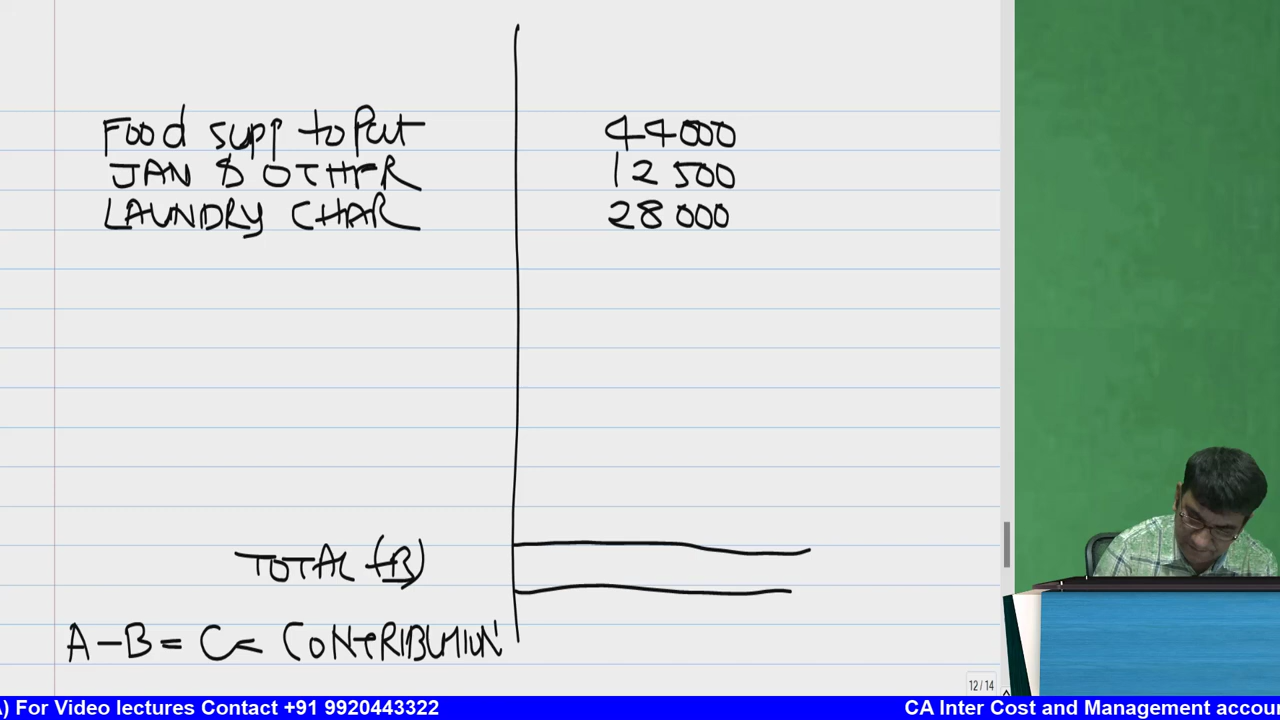 Food supp to Pat 44000
JAN & OTHER 12500
LAUNDRY CHAR 28000
TOTAL (B)
A-B = C = CONTRIBUTION
12/14
A) For Video lectures Contact +91 9920443322
CA Inter Cost and Management accou